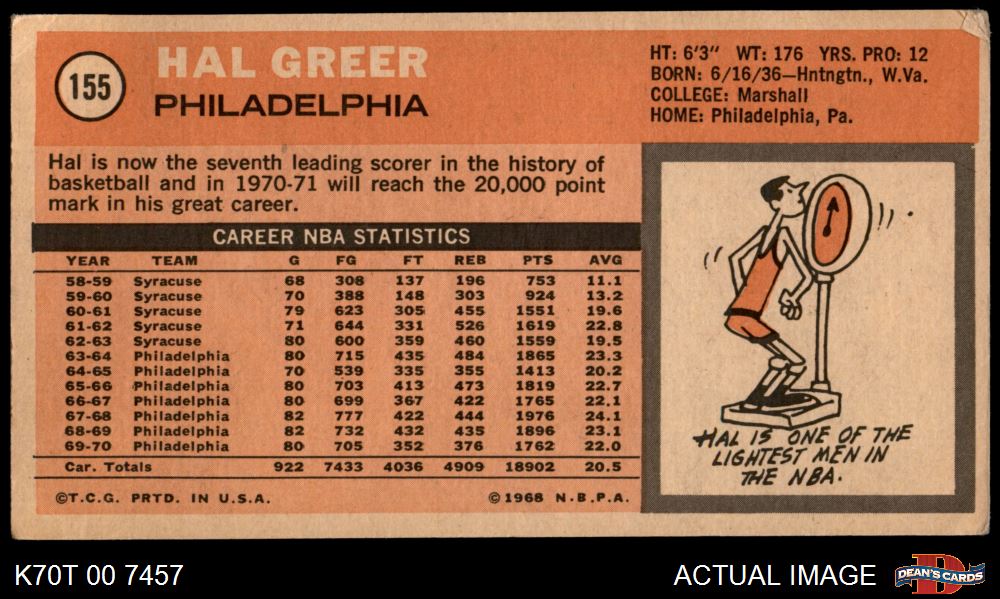 155
HAL GREER
PHILADELPHIA
HT: 6'3" WT: 176 YRS. PRO: 12
BORN: 6/16/36—Hntngtn., W.Va.
COLLEGE: Marshall
HOME: Philadelphia, Pa.
Hal is now the seventh leading scorer in the history of
basketball and in 1970-71 will reach the 20,000 point
mark in his great career.
CAREER NBA STATISTICS
YEAR TEAM G FG FT REB PTS AVG
58-59 Syracuse 68 308 137 196 753 11.1
59-60 Syracuse 70 388 148 303 924 13.2
60-61 Syracuse 79 623 305 455 1551 19.6
61-62 Syracuse 71 644 331 526 1619 22.8
62-63 Syracuse 80 600 359 460 1559 19.5
63-64 Philadelphia 80 715 435 484 1865 23.3
64-65 Philadelphia 70 539 335 355 1413 20.2
65-66 Philadelphia 80 703 413 473 1819 22.7
66-67 Philadelphia 80 699 367 422 1765 22.1
67-68 Philadelphia 82 777 422 444 1976 24.1
68-69 Philadelphia 82 732 432 435 1896 23.1
69-70 Philadelphia 80 705 352 376 1762 22.0
Car. Totals 922 7433 4036 4909 18902 20.5
©T.C.G. PRTD. IN U.S.A. ©1968 N.B.P.A.
HAL IS ONE OF THE
LIGHTEST MEN IN
THE NBA.
K70T 00 7457
ACTUAL IMAGE
D
DEAN'S CARDS